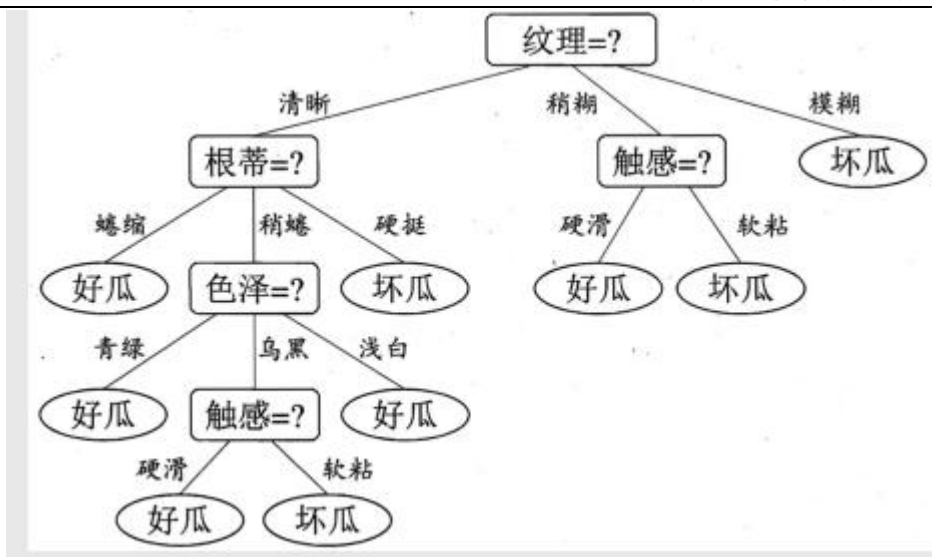 纹理=?
清晰 稍糊 模糊
根蒂=? 触感=? 坏瓜
蜷缩 稍蜷 硬挺 硬滑 软粘
好瓜 色泽=? 坏瓜 好瓜 坏瓜
青绿 乌黑 浅白
好瓜 触感=? 好瓜
硬滑 软粘
好瓜 坏瓜